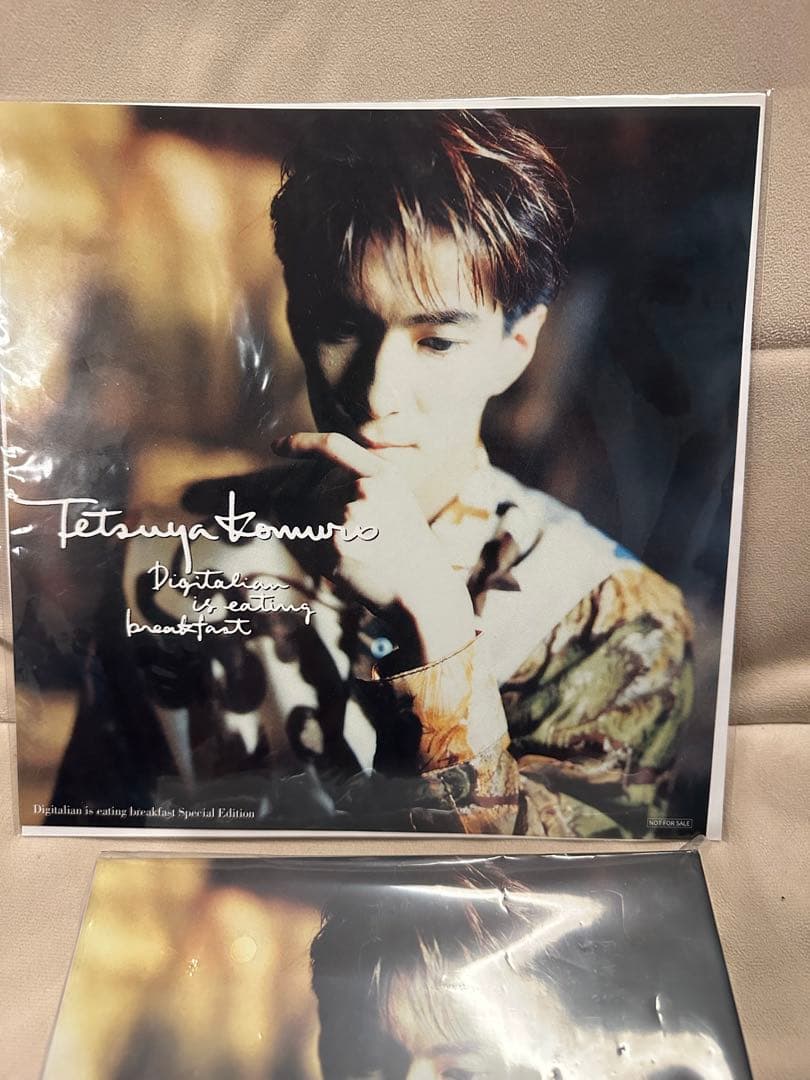 Tetsuya Komuro
Digitalian
is eating
breakfast
Digitalian is eating breakfast Special Edition
NOT FOR SALE